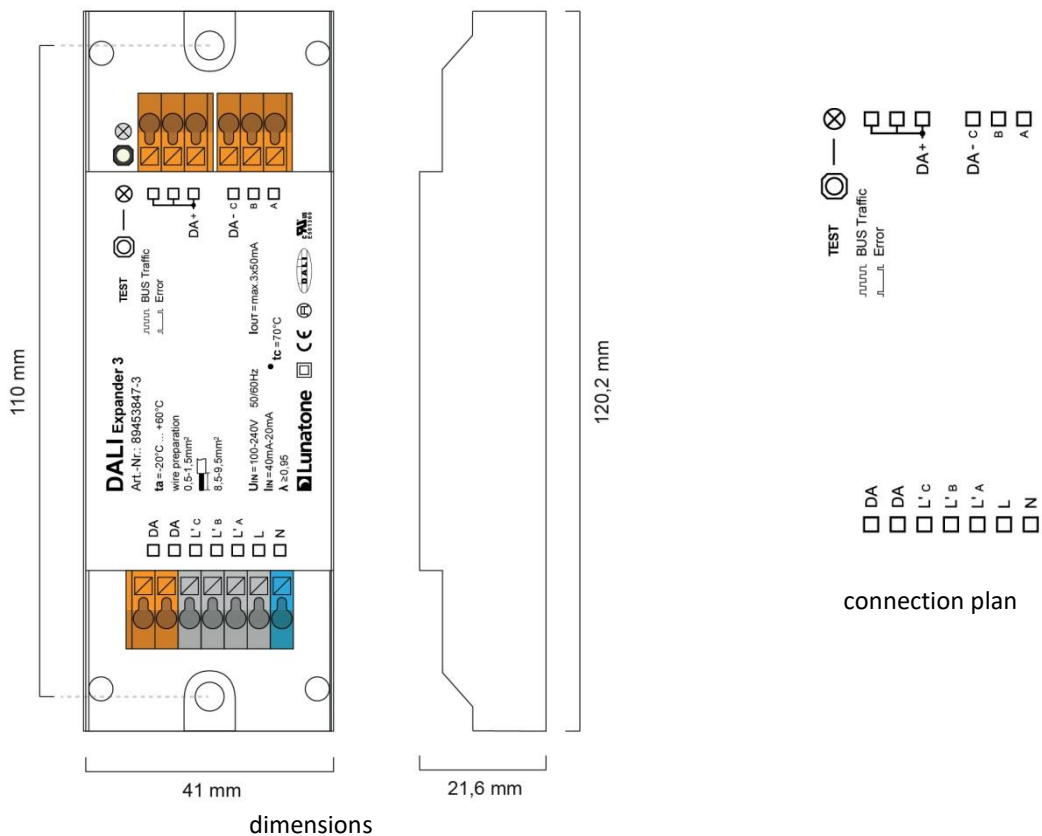 110 mm
DA+
DA- C
B
A
TEST
BUS Traffic
Error
DALI Expander 3
Art.-Nr.: 89453847-3
ta=-20°C ... +60°C
wire preparation
0,5-1,5mm²
8.5-9,5mm²
UIN=100-240V 50/60Hz IOUT=max.3x50mA
IIN=40mA-20mA
λ ≥0,95
• tc=70°C
Lunatone
CE
DALI
DA
DA
L' C
L' B
L' A
L
N
41 mm
120,2 mm
21,6 mm
dimensions
DA+
DA- C
B
A
TEST
BUS Traffic
Error
DA
DA
L' C
L' B
L' A
L
N
connection plan